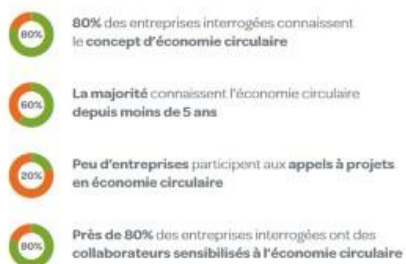 80%
80% des entreprises interrogées connaissent
le concept d'économie circulaire
60%
La majorité connaissent l'économie circulaire
depuis moins de 5 ans
20%
Peu d'entreprises participent aux appels à projets
en économie circulaire
80%
Près de 80% des entreprises interrogées ont des
collaborateurs sensibilisés à l'économie circulaire